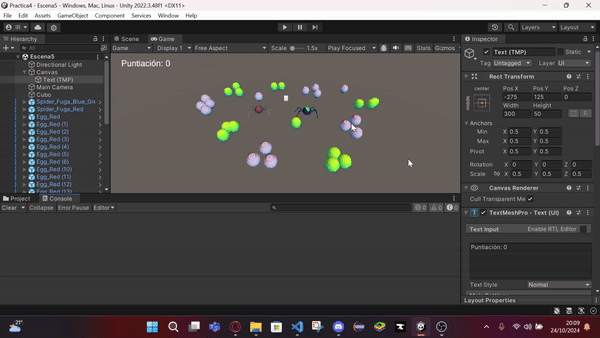 Practica4 - Escena5 - Windows, Mac, Linux - Unity 2022.3.48f1 <DX11>
File Edit Assets GameObject Component Services Window Help
IR
Layers Layout
Hierarchy
All
Escena5
Directional Light
Canvas
Text (TMP)
Main Camera
Cubo
Spider_Fuga_Blue_Gr
Spider_Fuga_Red
Egg_Red
Egg_Red (1)
Egg_Red (2)
Egg_Red (3)
Egg_Red (4)
Egg_Red (5)
Egg_Red (6)
Egg_Red (10)
Egg_Red (11)
Egg_Red (12)
Egg_Red (13)
Scene Game
Game Display 1 Free Aspect Scale 1.5x Play Focused Stats Gizmos
Puntiación: 0
Project Console
Clear Collapse Error Pause Editor
0 0 0
Inspector
Text (TMP) Static
Tag Untagged Layer UI
Rect Transform
center Pos X Pos Y Pos Z
middle -275 125 0
Width Height
300 50 R
Anchors
Min X 0.5 Y 0.5
Max X 0.5 Y 0.5
Pivot X 0.5 Y 0.5
Rotation X 0 Y 0 Z 0
Scale X 0.5 Y 0.5 Z 0.5
Canvas Renderer
Cull Transparent Me
TextMeshPro - Text (UI)
Text Input Enable RTL Editor
Puntiación: 0
Text Style Normal
Layout Properties
21°
20:09
24/10/2024